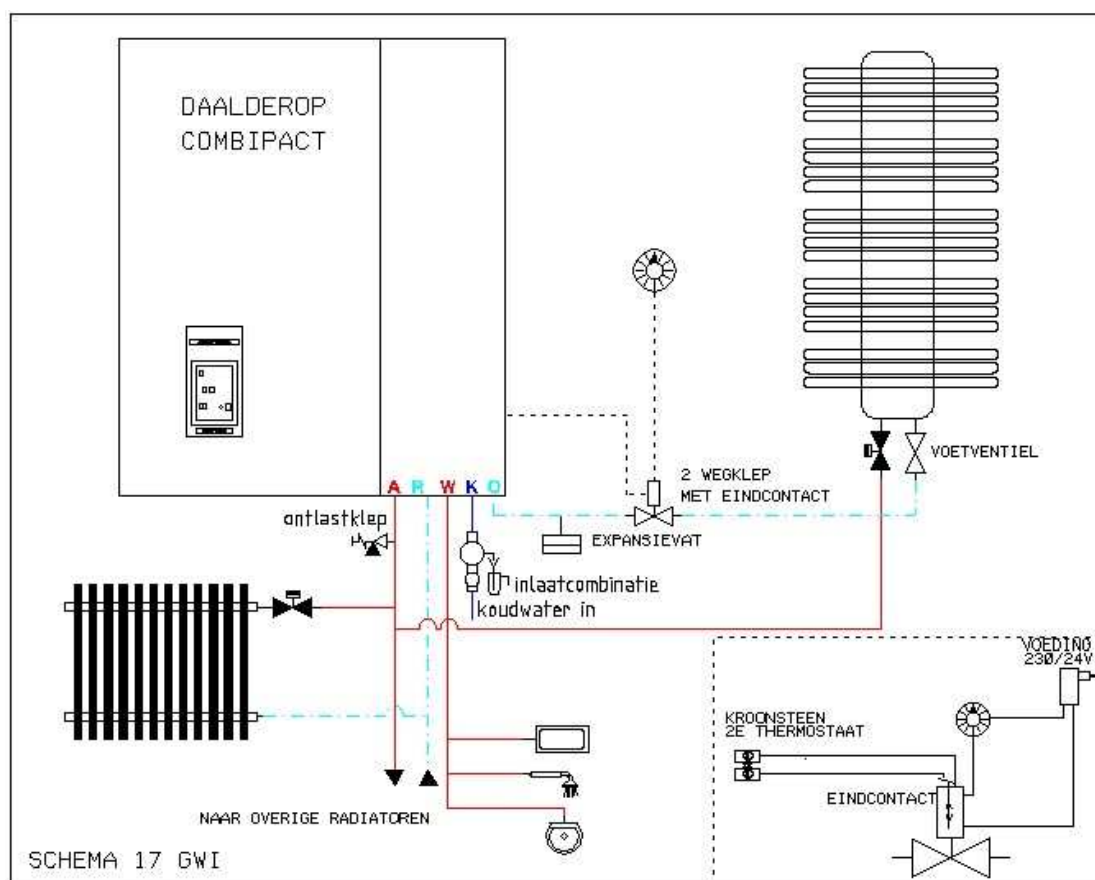 DAALDEROP
COMBIPACT
A R W K O
ontlastklep
2 WEGKLEP
MET EINDCONTACT
VOETVENTIEL
EXPANSIEVAT
inlaatcombinatie
koudwater in
VOEDING
230/24V
KROONSTEEN
2E THERMOSTAAT
EINDCONTACT
NAAR OVERIGE RADIATOREN
SCHEMA 17 GWI